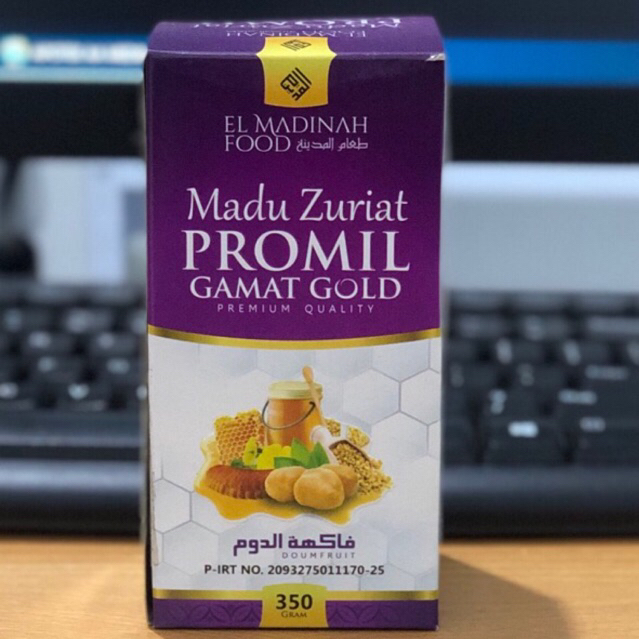 EL MADINAH
FOOD طعام المدينة
Madu Zuriat
PROMIL
GAMAT GOLD
PREMIUM QUALITY
فاكهة الدوم
DOUMFRUIT
P-IRT NO. 2093275011170-25
350
GRAM